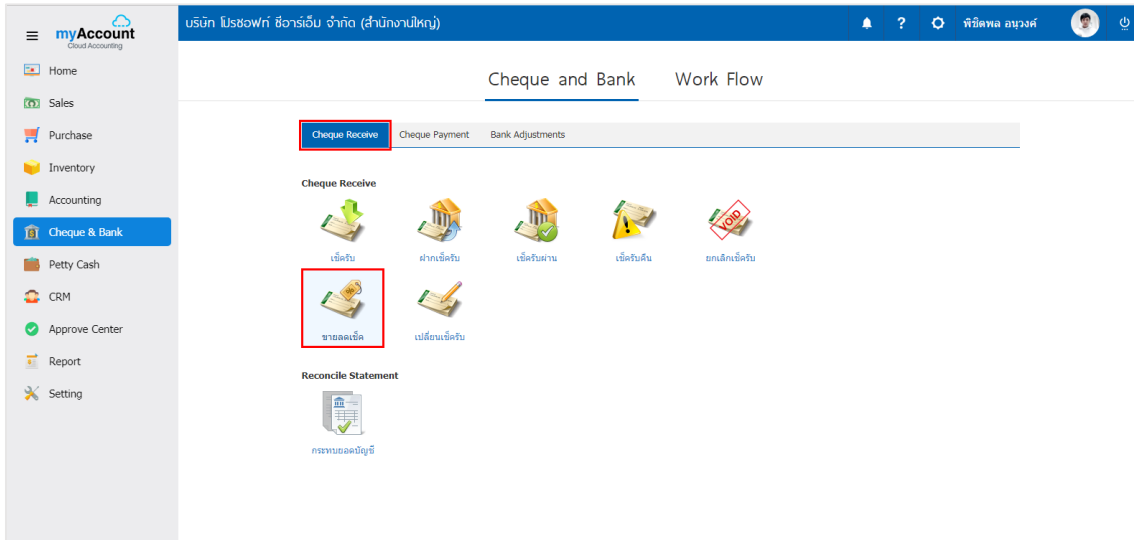 myAccount
Cloud Accounting
บริษัท โปรซอฟท์ ซีอาร์เอ็ม จำกัด (สำนักงานใหญ่)
?
พิชิตพล อนุวงค์
Home
Sales
Purchase
Inventory
Accounting
Cheque & Bank
Petty Cash
CRM
Approve Center
Report
Setting
Cheque and Bank
Work Flow
Cheque Receive
Cheque Payment
Bank Adjustments
Cheque Receive
เช็ครับ
ฝากเช็ครับ
เช็ครับผ่าน
เช็ครับคืน
VOID
ยกเลิกเช็ครับ
ขายลดเช็ค
เปลี่ยนเช็ครับ
Reconcile Statement
กระทบยอดบัญชี